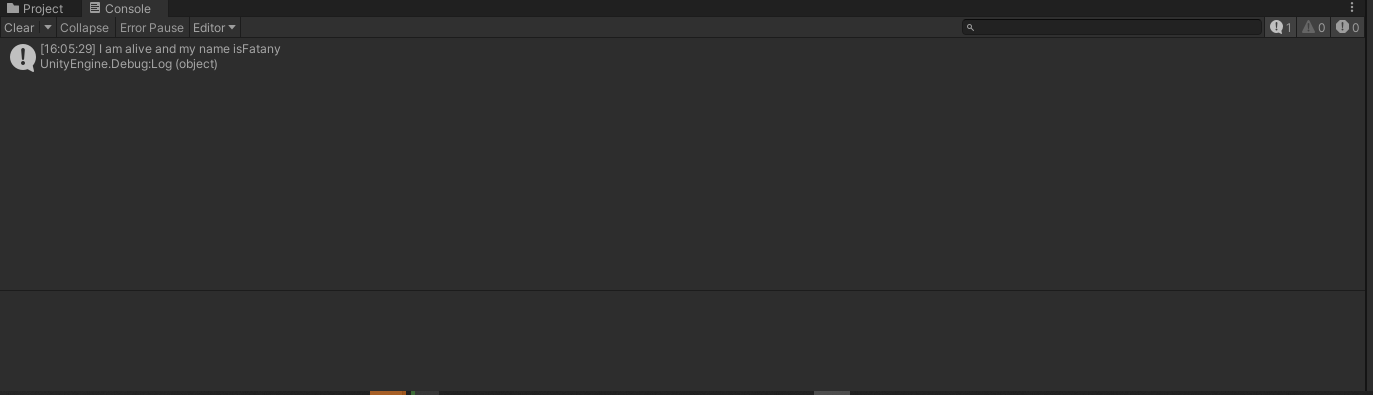 Project Console
Clear Collapse Error Pause Editor 1 0 0
[16:05:29] I am alive and my name isFatany
UnityEngine.Debug:Log (object)